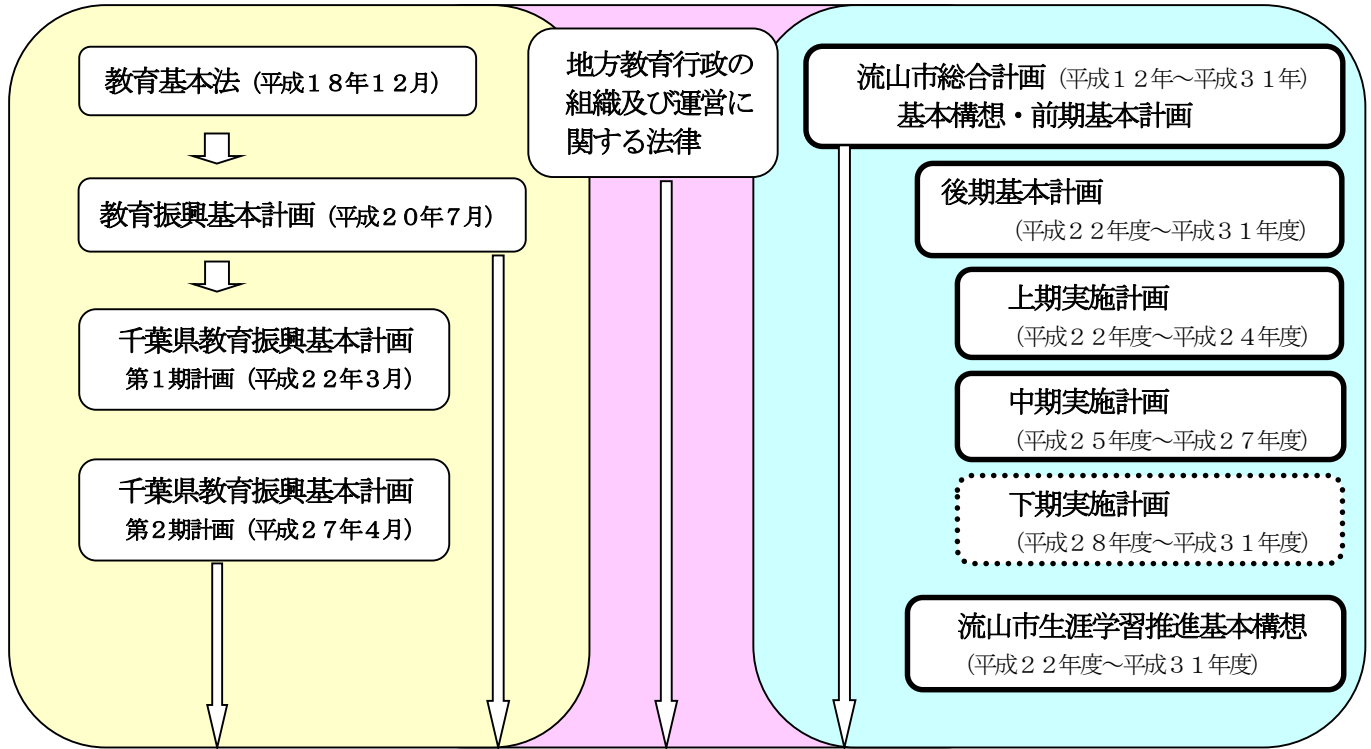 教育基本法（平成１８年１２月）
教育振興基本計画（平成２０年７月）
千葉県教育振興基本計画
第１期計画（平成２２年３月）
千葉県教育振興基本計画
第２期計画（平成２７年４月）
地方教育行政の
組織及び運営に
関する法律
流山市総合計画（平成１２年～平成３１年）
基本構想・前期基本計画
後期基本計画
（平成２２年度～平成３１年度）
上期実施計画
（平成２２年度～平成２４年度）
中期実施計画
（平成２５年度～平成２７年度）
下期実施計画
（平成２８年度～平成３１年度）
流山市生涯学習推進基本構想
（平成２２年度～平成３１年度）